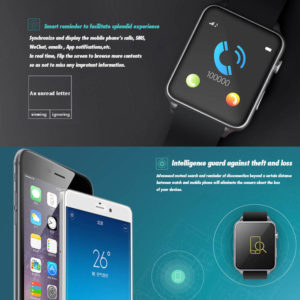 Smart reminder to facilitate splendid experience
Synchronize and display the mobile phone's calls, SMS,
WeChat, emails , App notifications,etc.
In real time, flip the screen to browse more contents
so as not to miss any important information.
An unread letter
viewing ignoring
100000
Intelligence guard against theft and loss
Advanced mutual search and reminder of disconnection beyond a certain distance
between watch and mobile phone will eliminate the concern about the loss
of your devices.